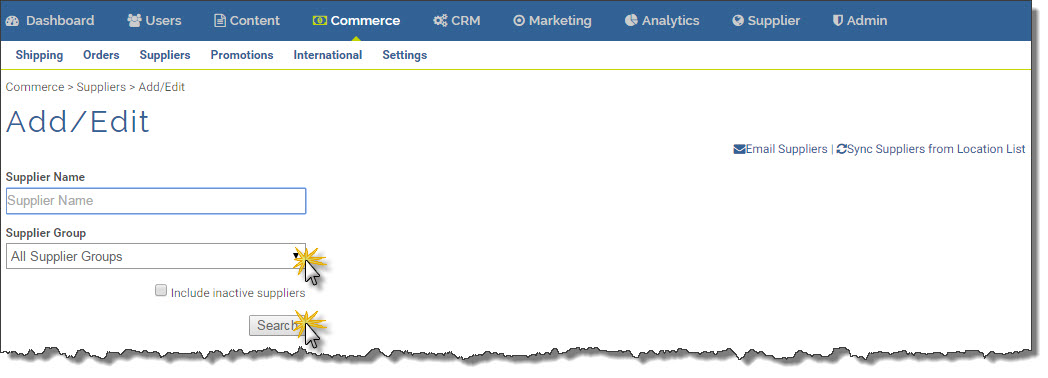 Dashboard Users Content Commerce CRM Marketing Analytics Supplier Admin
Shipping Orders Suppliers Promotions International Settings
Commerce > Suppliers > Add/Edit
Add/Edit
Email Suppliers | Sync Suppliers from Location List
Supplier Name
Supplier Name
Supplier Group
All Supplier Groups
Include inactive suppliers
Search